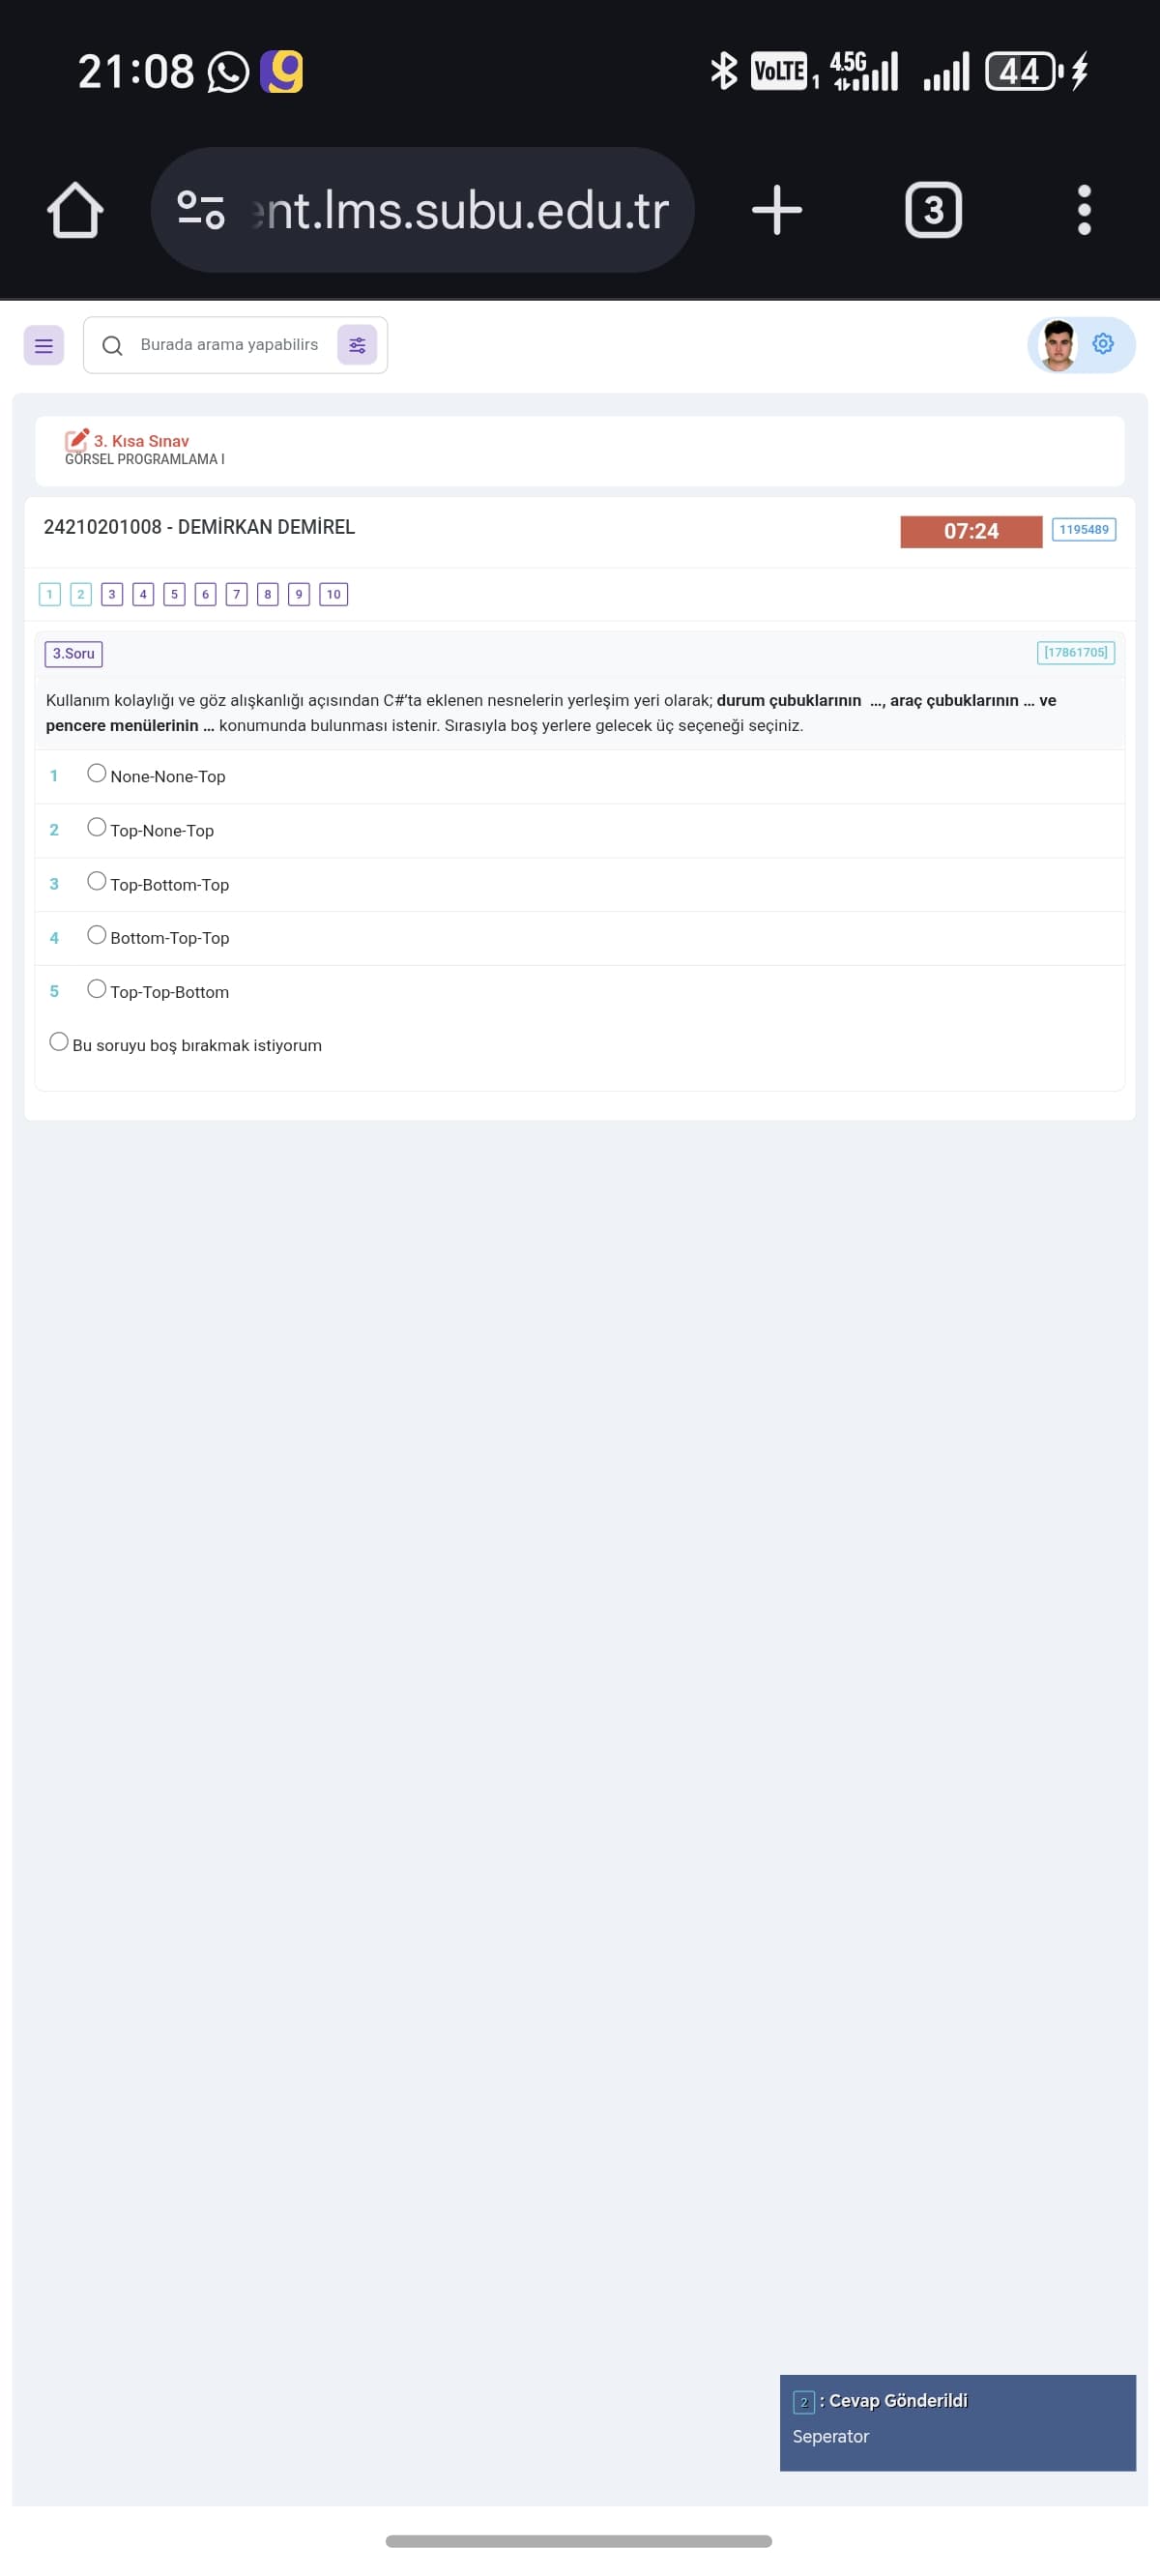 21:08 VoLTE 1 4.5G 44
ent.lms.subu.edu.tr 3
Burada arama yapabilirs
3. Kısa Sınav
GÖRSEL PROGRAMLAMA I
24210201008 - DEMİRKAN DEMİREL 07:24 1195489
1 2 3 4 5 6 7 8 9 10
3.Soru [17861705]
Kullanım kolaylığı ve göz alışkanlığı açısından C#'ta eklenen nesnelerin yerleşim yeri olarak; durum çubuklarının ..., araç çubuklarının ... ve
pencere menülerinin ... konumunda bulunması istenir. Sırasıyla boş yerlere gelecek üç seçeneği seçiniz.
1 None-None-Top
2 Top-None-Top
3 Top-Bottom-Top
4 Bottom-Top-Top
5 Top-Top-Bottom
Bu soruyu boş bırakmak istiyorum
2 : Cevap Gönderildi
Seperator